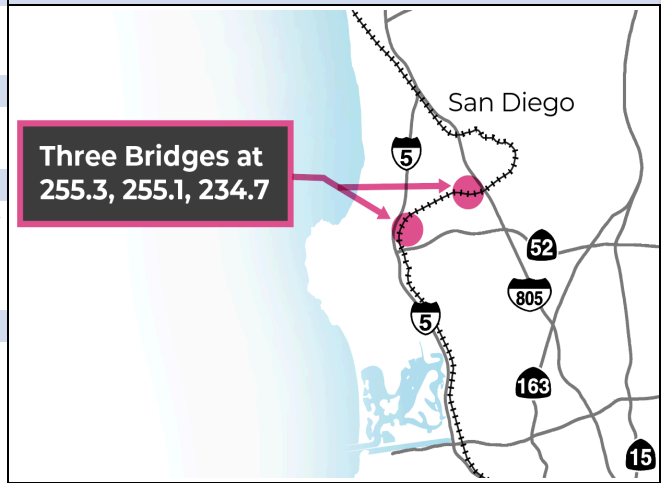 San Diego
Three Bridges at
255.3, 255.1, 234.7
5
52
805
5
163
15